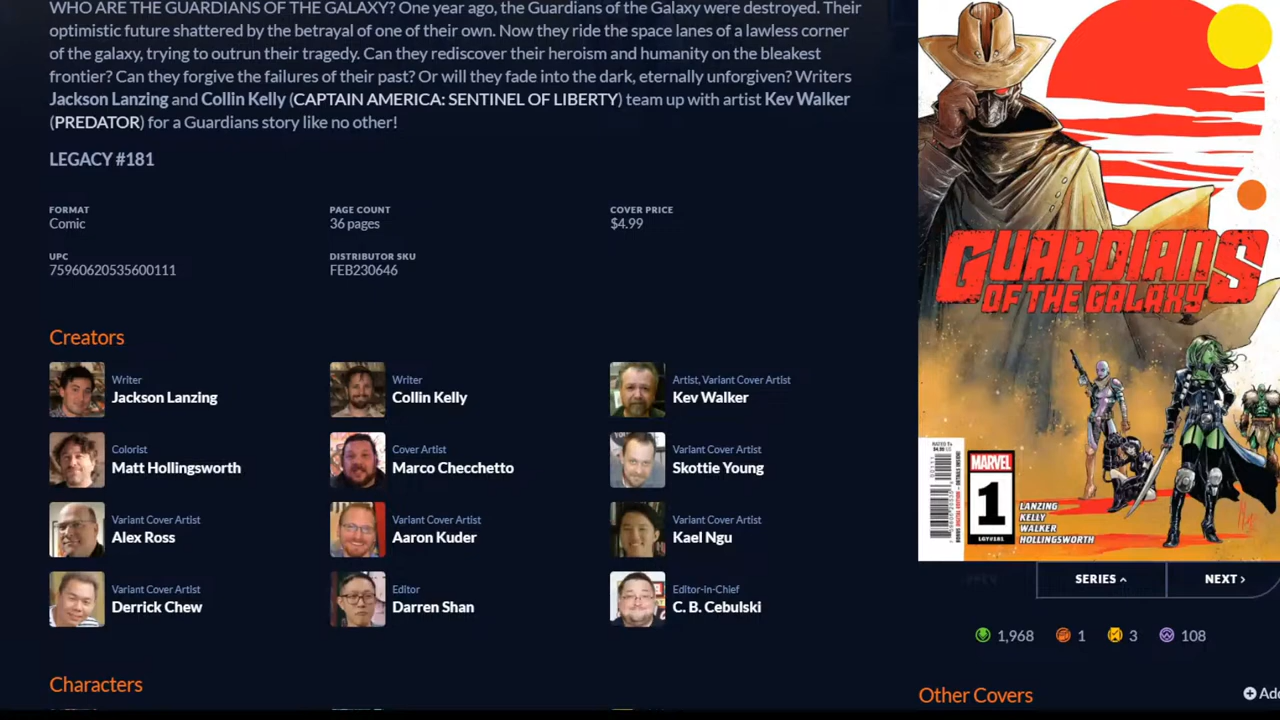 WHO ARE THE GUARDIANS OF THE GALAXY? One year ago, the Guardians of the Galaxy were destroyed. Their
optimistic future shattered by the betrayal of one of their own. Now they ride the space lanes of a lawless corner
of the galaxy, trying to outrun their tragedy. Can they rediscover their heroism and humanity on the bleakest
frontier? Can they forgive the failures of their past? Or will they fade into the dark, eternally unforgiven? Writers
Jackson Lanzing and Collin Kelly (CAPTAIN AMERICA: SENTINEL OF LIBERTY) team up with artist Kev Walker
(PREDATOR) for a Guardians story like no other!
LEGACY #181
FORMAT
Comic
PAGE COUNT
36 pages
COVER PRICE
$4.99
UPC
75960620535600111
DISTRIBUTOR SKU
FEB230646
Creators
Writer
Jackson Lanzing
Writer
Collin Kelly
Artist, Variant Cover Artist
Kev Walker
Colorist
Matt Hollingsworth
Cover Artist
Marco Checchetto
Variant Cover Artist
Skottie Young
Variant Cover Artist
Alex Ross
Variant Cover Artist
Aaron Kuder
Variant Cover Artist
Kael Ngu
Variant Cover Artist
Derrick Chew
Editor
Darren Shan
Editor-in-Chief
C. B. Cebulski
Characters
GUARDIANS
OF THE GALAXY
MARVEL
1
LGTY#181
LANZING
KELLY
WALKER
HOLLINGSWORTH
PREV
SERIES
NEXT
1,968
1
3
108
Other Covers
Add